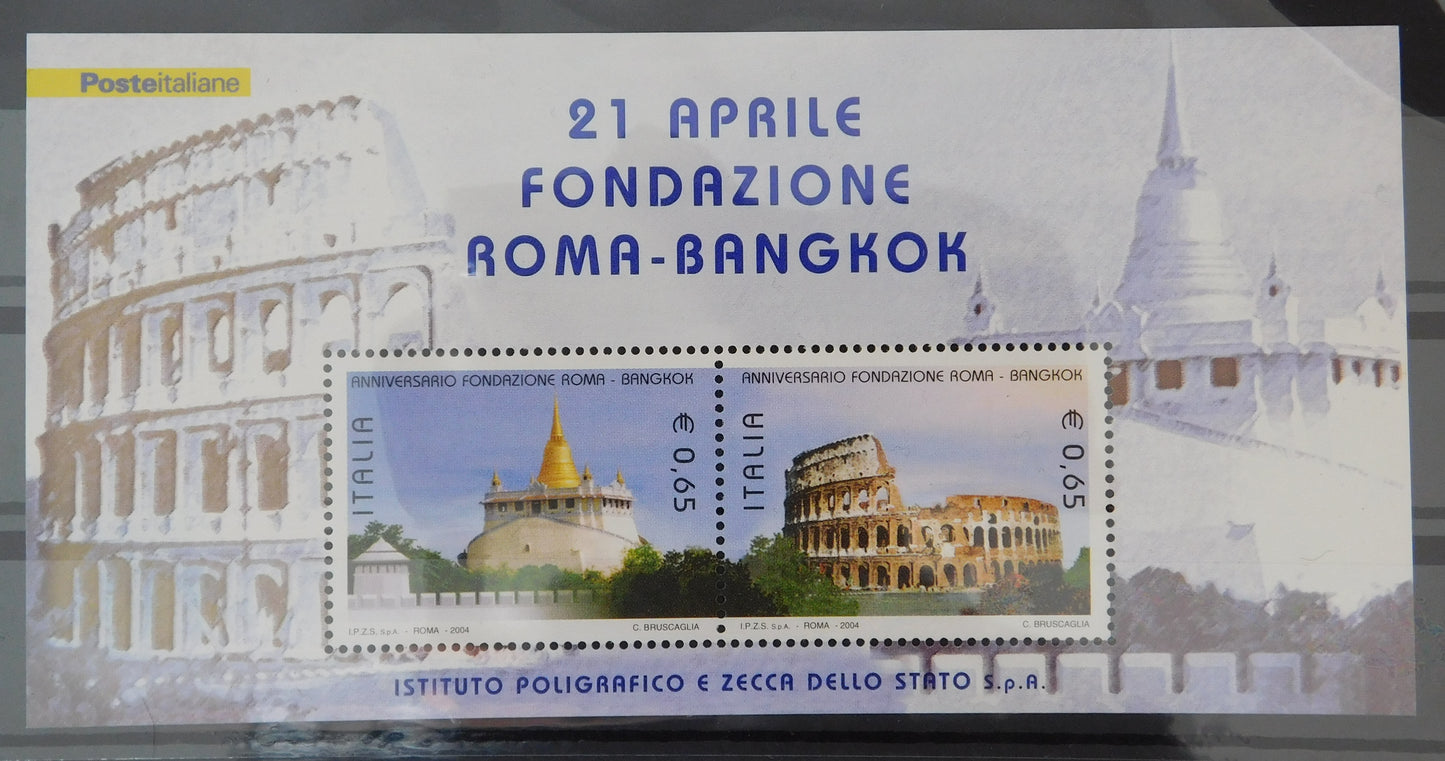 Posteitaliane
21 APRILE
FONDAZIONE
ROMA-BANGKOK
ANNIVERSARIO FONDAZIONE ROMA - BANGKOK
ITALIA
€ 0,65
I.P.Z.S. S.p.A. - ROMA - 2004
C. BRUSCAGLIA
ANNIVERSARIO FONDAZIONE ROMA - BANGKOK
ITALIA
€ 0,65
I.P.Z.S. S.p.A. - ROMA - 2004
C. BRUSCAGLIA
ISTITUTO POLIGRAFICO E ZECCA DELLO STATO S.p.A.